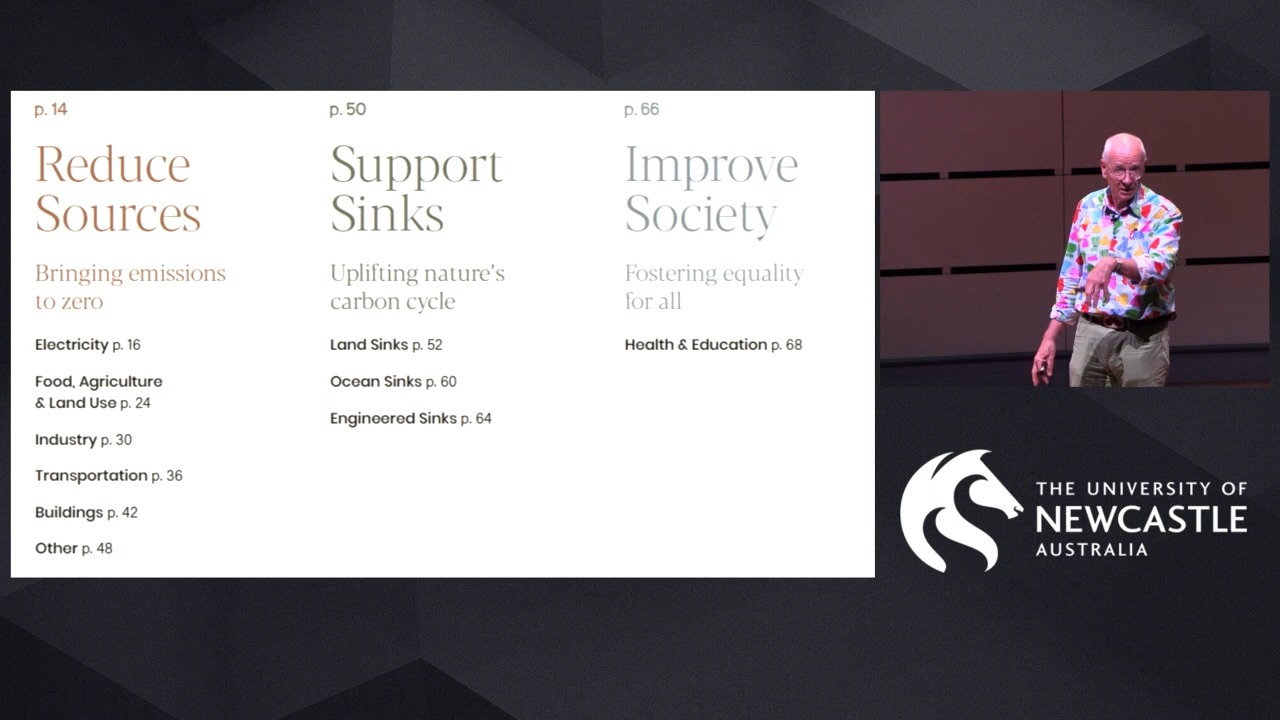 p. 14
Reduce
Sources
Bringing emissions
to zero
Electricity p. 16
Food, Agriculture
& Land Use p. 24
Industry p. 30
Transportation p. 36
Buildings p. 42
Other p. 48
p. 50
Support
Sinks
Uplifting nature's
carbon cycle
Land Sinks p. 52
Ocean Sinks p. 60
Engineered Sinks p. 64
p. 66
Improve
Society
Fostering equality
for all
Health & Education p. 68
THE UNIVERSITY OF
NEWCASTLE
AUSTRALIA